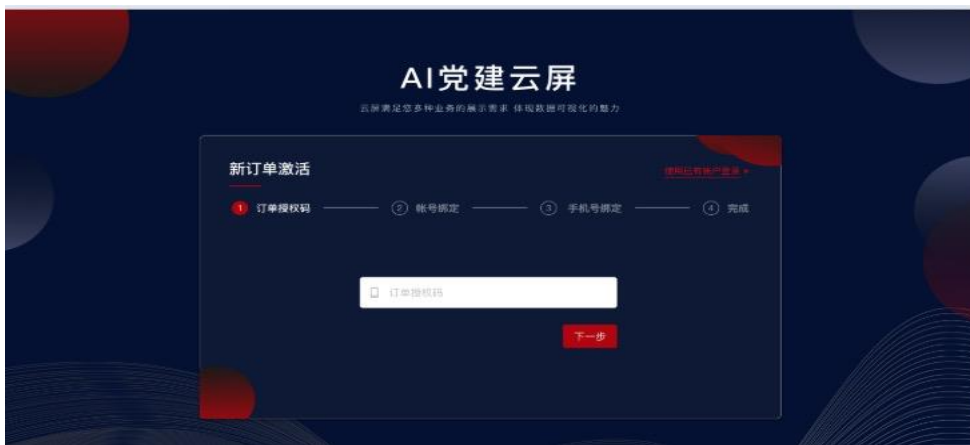 AI党建云屏
云屏满足您多种业务的展示需求 体现数据可视化的魅力
新订单激活
使用已有账户登录 »
1 订单授权码
2 帐号绑定
3 手机号绑定
4 完成
订单授权码
下一步